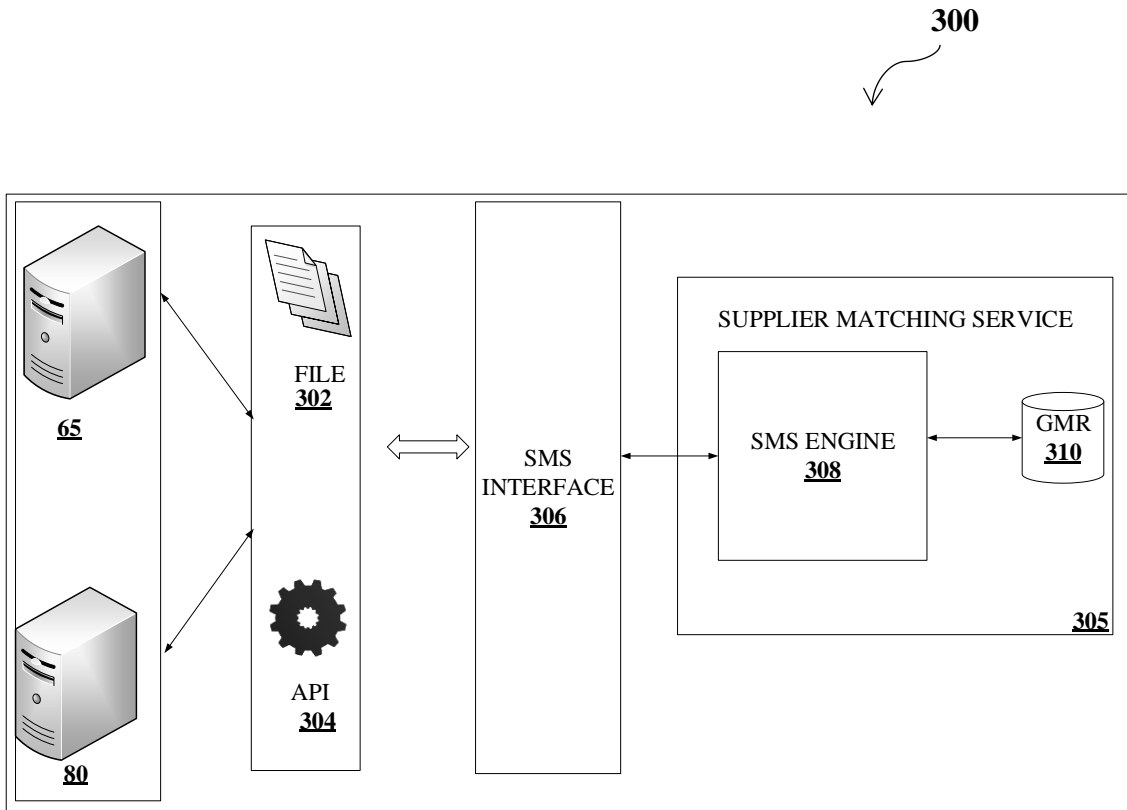 300
65
80
FILE
302
API
304
SMS
INTERFACE
306
SUPPLIER MATCHING SERVICE
SMS ENGINE
308
GMR
310
305